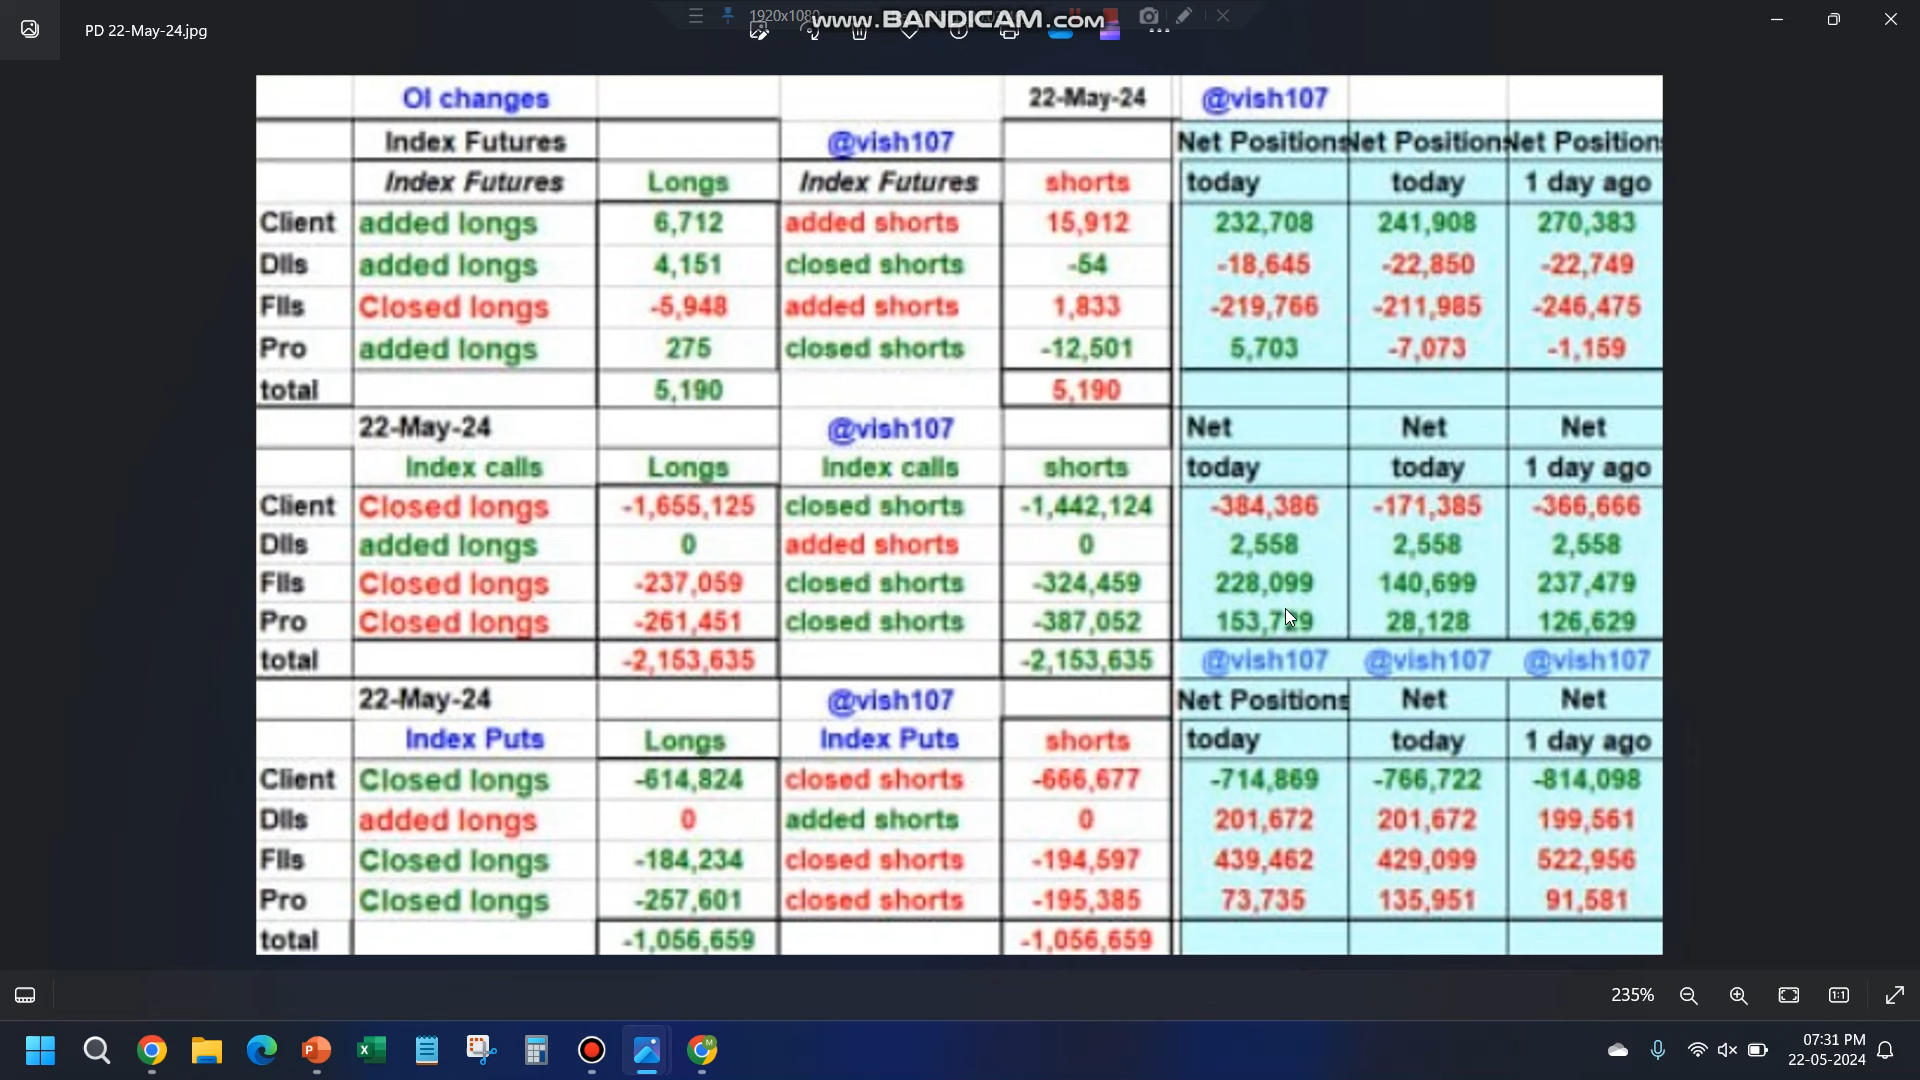 PD 22-May-24.jpg
1920x1080
www.BANDICAM.com
OI changes 22-May-24 @vish107
Index Futures @vish107 Net Positions Net Positions Net Positions
Index Futures Longs Index Futures shorts today today 1 day ago
Client added longs 6,712 added shorts 15,912 232,708 241,908 270,383
DIIs added longs 4,151 closed shorts -54 -18,645 -22,850 -22,749
FIIs Closed longs -5,948 added shorts 1,833 -219,766 -211,985 -246,475
Pro added longs 275 closed shorts -12,501 5,703 -7,073 -1,159
total 5,190 5,190
22-May-24 @vish107 Net Net Net
Index calls Longs Index calls shorts today today 1 day ago
Client Closed longs -1,655,125 closed shorts -1,442,124 -384,386 -171,385 -366,666
DIIs added longs 0 added shorts 0 2,558 2,558 2,558
FIIs Closed longs -237,059 closed shorts -324,459 228,099 140,699 237,479
Pro Closed longs -261,451 closed shorts -387,052 153,729 28,128 126,629
total -2,153,635 -2,153,635 @vish107 @vish107 @vish107
22-May-24 @vish107 Net Positions Net Net
Index Puts Longs Index Puts shorts today today 1 day ago
Client Closed longs -614,824 closed shorts -666,677 -714,869 -766,722 -814,098
DIIs added longs 0 added shorts 0 201,672 201,672 199,561
FIIs Closed longs -184,234 closed shorts -194,597 439,462 429,099 522,956
Pro Closed longs -257,601 closed shorts -195,385 73,735 135,951 91,581
total -1,056,659 -1,056,659
235%
1:1
07:31 PM
22-05-2024